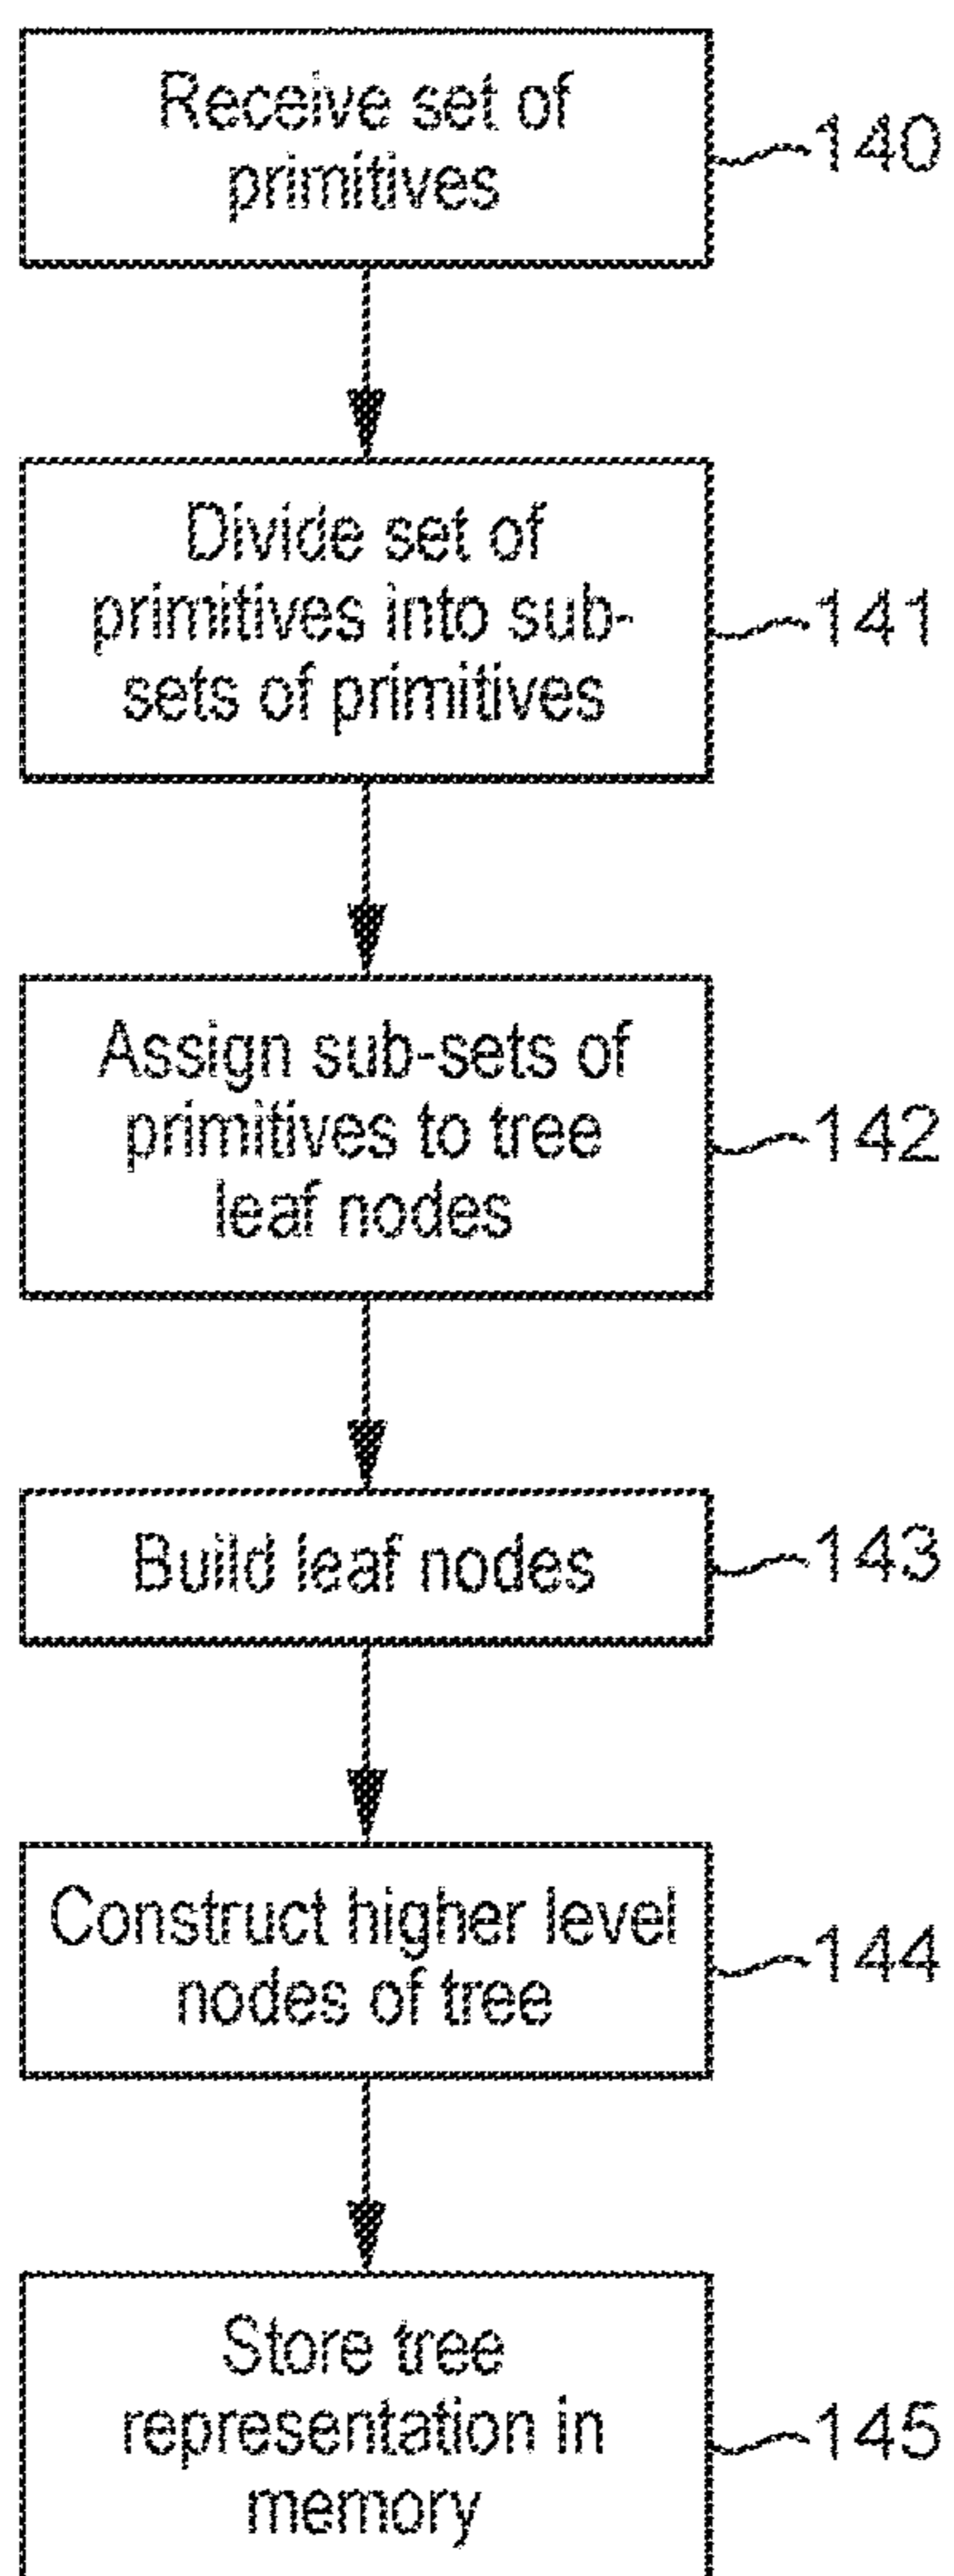 Receive set of
primitives
140
Divide set of
primitives into sub-
sets of primitives
141
Assign sub-sets of
primitives to tree
leaf nodes
142
Build leaf nodes
143
Construct higher level
nodes of tree
144
Store tree
representation in
memory
145